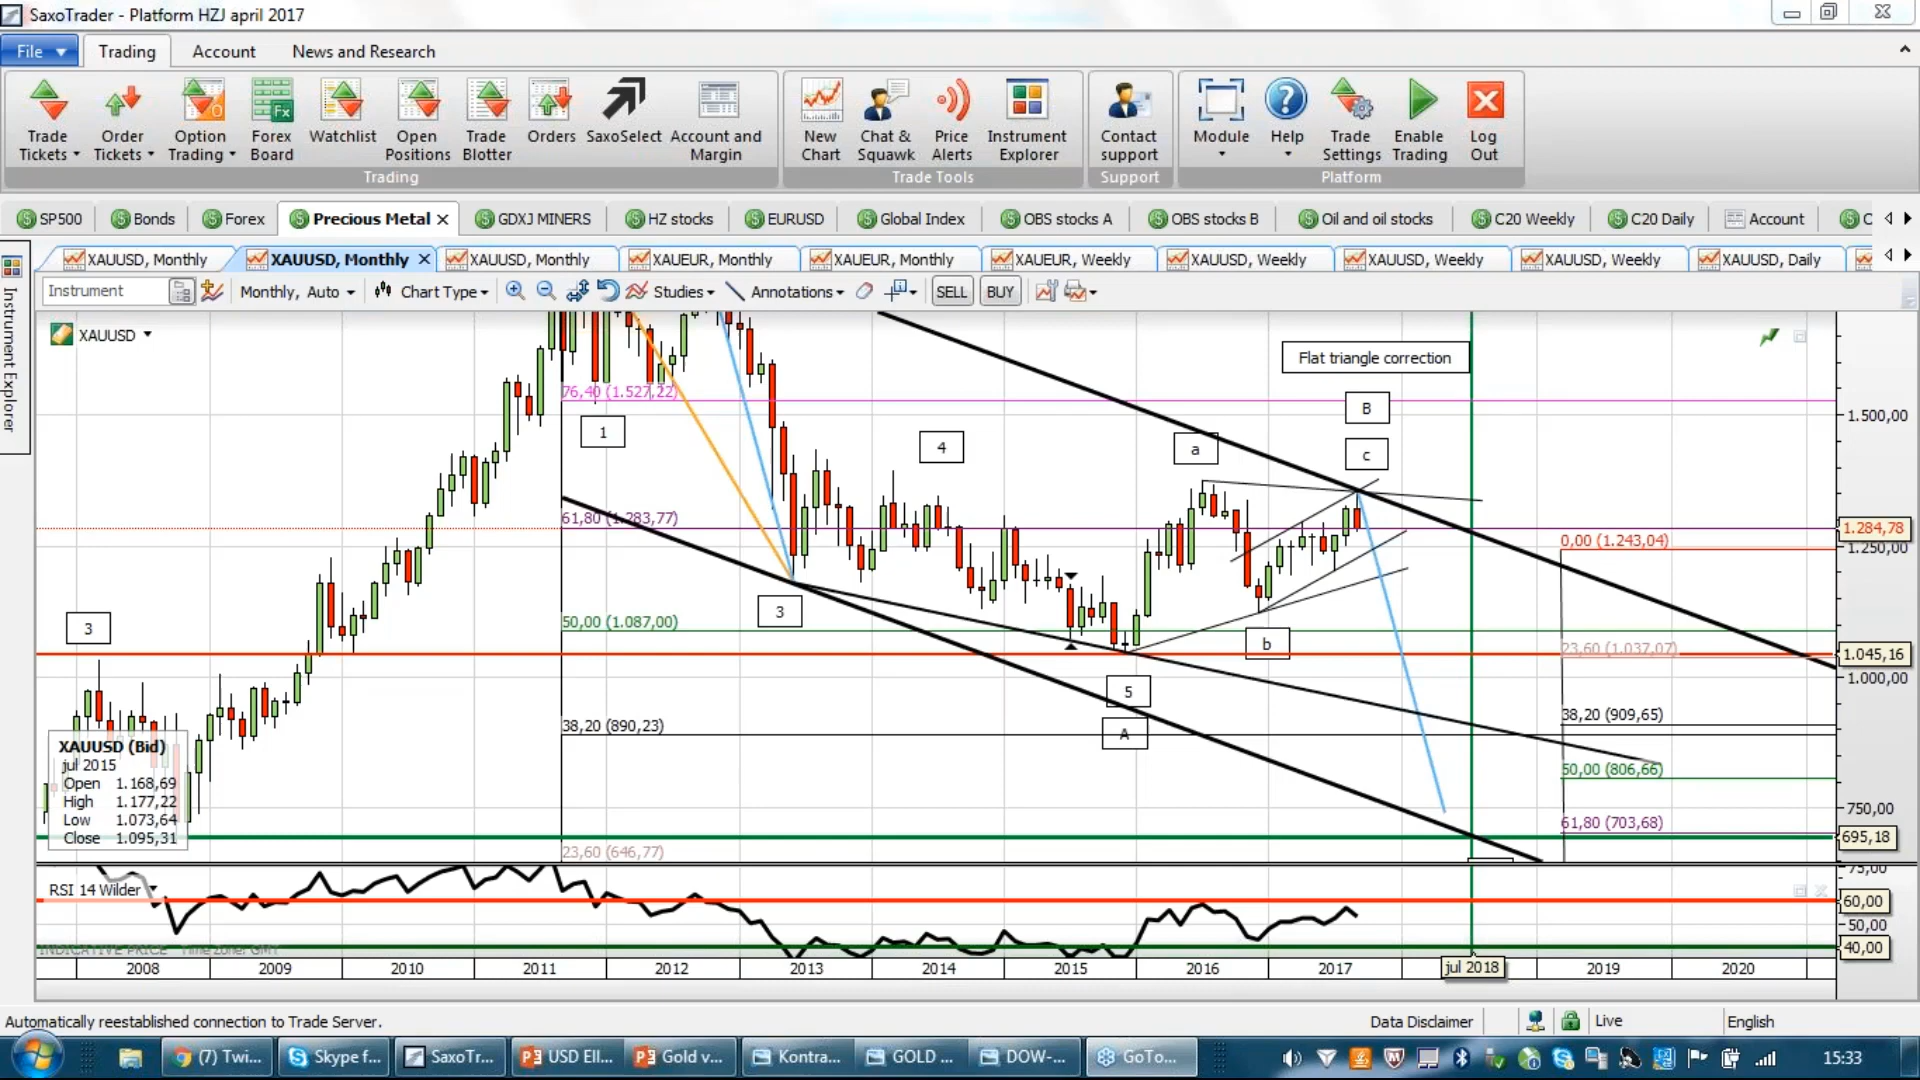 SaxoTrader - Platform HZJ april 2017
File Trading Account News and Research
Trade Tickets Order Tickets Option Trading Forex Board Watchlist Open Positions Trade Blotter Orders SaxoSelect Account and Margin New Chart Chat & Squawk Price Alerts Instrument Explorer Contact support Module Help Trade Settings Enable Trading Log Out
Trading Trade Tools Support Platform
SP500 Bonds Forex Precious Metal GDXJ MINERS HZ stocks EURUSD Global Index OBS stocks A OBS stocks B Oil and oil stocks C20 Weekly C20 Daily Account C
XAUUSD, Monthly XAUUSD, Monthly XAUUSD, Monthly XAUEUR, Monthly XAUEUR, Monthly XAUEUR, Weekly XAUUSD, Weekly XAUUSD, Weekly XAUUSD, Weekly XAUUSD, Daily
Instrument Monthly, Auto Chart Type Studies Annotations SELL BUY
Instrument Explorer
XAUUSD
Flat triangle correction
76,40 (1.527,22)
B
1.500,00
1
4
a
c
61,80 (1.283,77)
1.284,78
0,00 (1.243,04)
1.250,00
3
3
50,00 (1.087,00)
b
23,60 (1.037,07)
1.045,16
1.000,00
5
38,20 (890,23)
A
38,20 (909,65)
50,00 (806,66)
750,00
61,80 (703,68)
695,18
23,60 (646,77)
XAUUSD (Bid)
jul 2015
Open 1.168,69
High 1.177,22
Low 1.073,64
Close 1.095,31
75,00
RSI 14 Wilder
60,00
50,00
40,00
INDICATIVE PRICE Time zone: GMT
2008 2009 2010 2011 2012 2013 2014 2015 2016 2017 jul 2018 2019 2020
Automatically reestablished connection to Trade Server. Data Disclaimer Live English
(7) Twi... Skype f... SaxoTr... USD Ell... Gold v... Kontra... GOLD ... DOW-... GoTo... 15:33